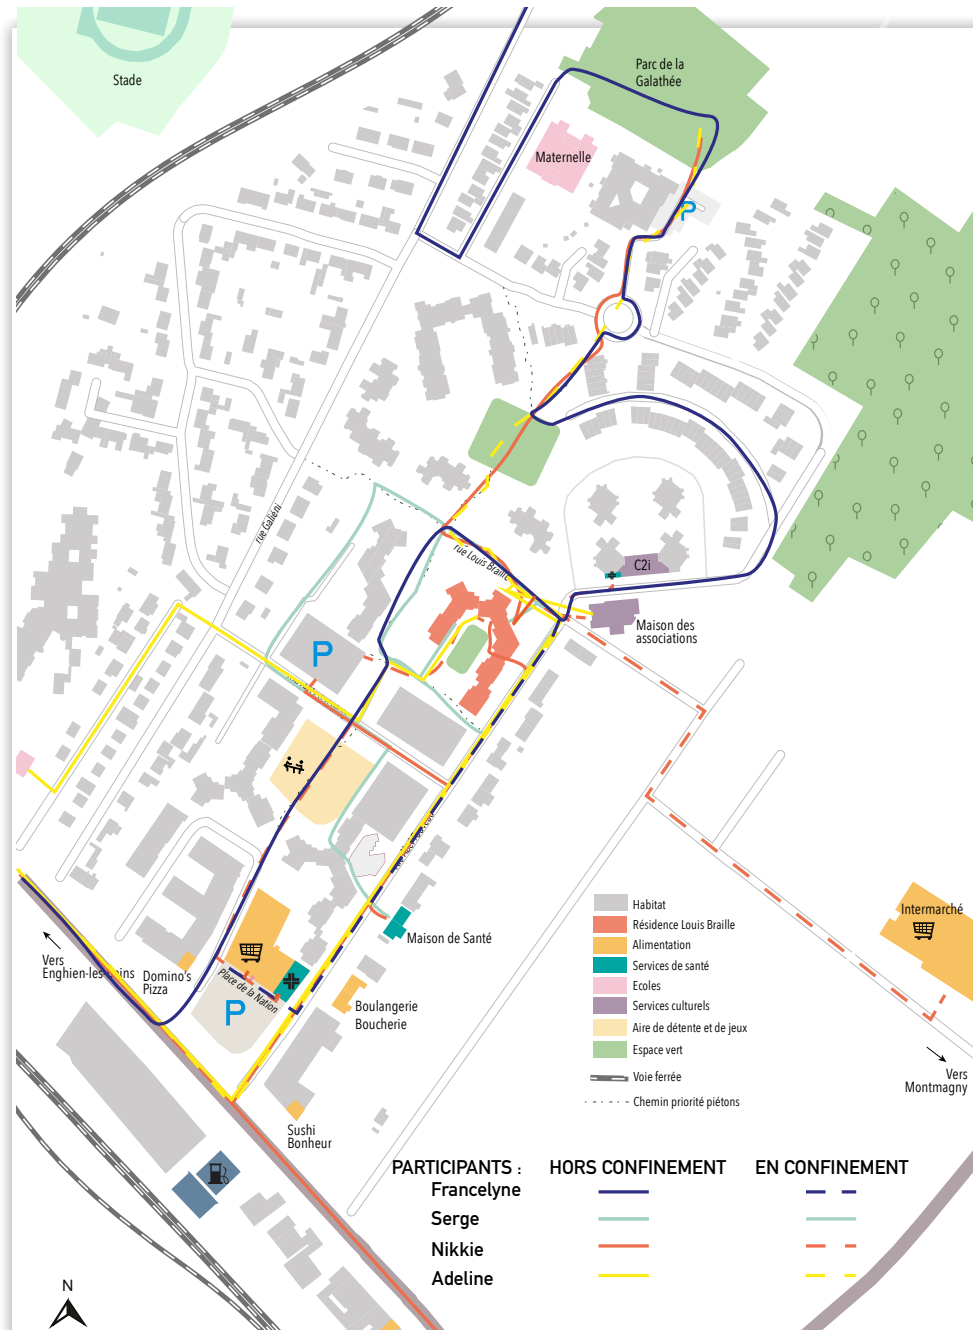 Stade
Parc de la
Galathée
Maternelle
P
rue Galiéni
rue Louis Braille
C2i
Maison des
associations
P
Maison de Santé
Intermarché
Vers
Enghien-les-Bains
Domino's
Pizza
Place de la Nation
P
Boulangerie
Boucherie
Sushi
Bonheur
Habitat
Résidence Louis Braille
Alimentation
Services de santé
Ecoles
Services culturels
Aire de détente et de jeux
Espace vert
Voie ferrée
Chemin priorité piétons
Vers
Montmagny
PARTICIPANTS : HORS CONFINEMENT EN CONFINEMENT
Francelyne
Serge
Nikkie
Adeline
N